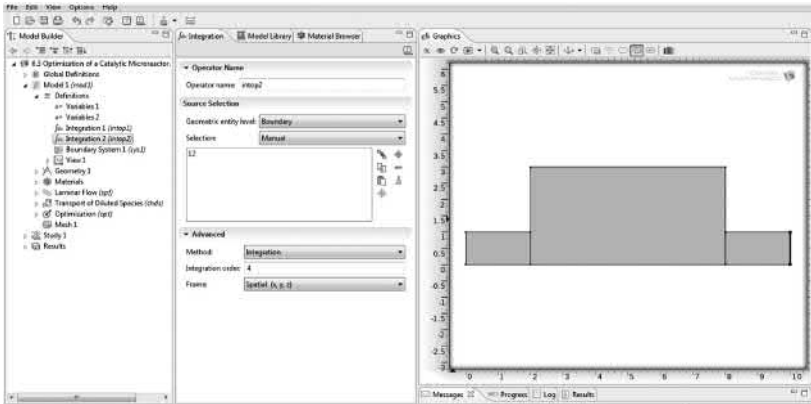 File Edit View Options Help
Model Builder
6.3 Optimization of a Catalytic Microreactor
Global Definitions
Model 1 (mod1)
Definitions
Variables 1
Variables 2
Integration 1 (intop1)
Integration 2 (intop2)
Boundary System 1 (sys1)
View 1
Geometry 1
Materials
Laminar Flow (spf)
Transport of Diluted Species (chds)
Optimization (opt)
Mesh 1
Study 1
Results
Integration Model Library Material Browser
Operator Name
Operator name: intop2
Source Selection
Geometric entity level: Boundary
Selection: Manual
12
Advanced
Method: Integration
Integration order: 4
Frame: Spatial (x, y, z)
Graphics
6
5.5
5
4.5
4
3.5
3
2.5
2
1.5
1
0.5
0
-0.5
-1
-1.5
-2
-2.5
-3
0 1 2 3 4 5 6 7 8 9 10
Messages Progress Log Results